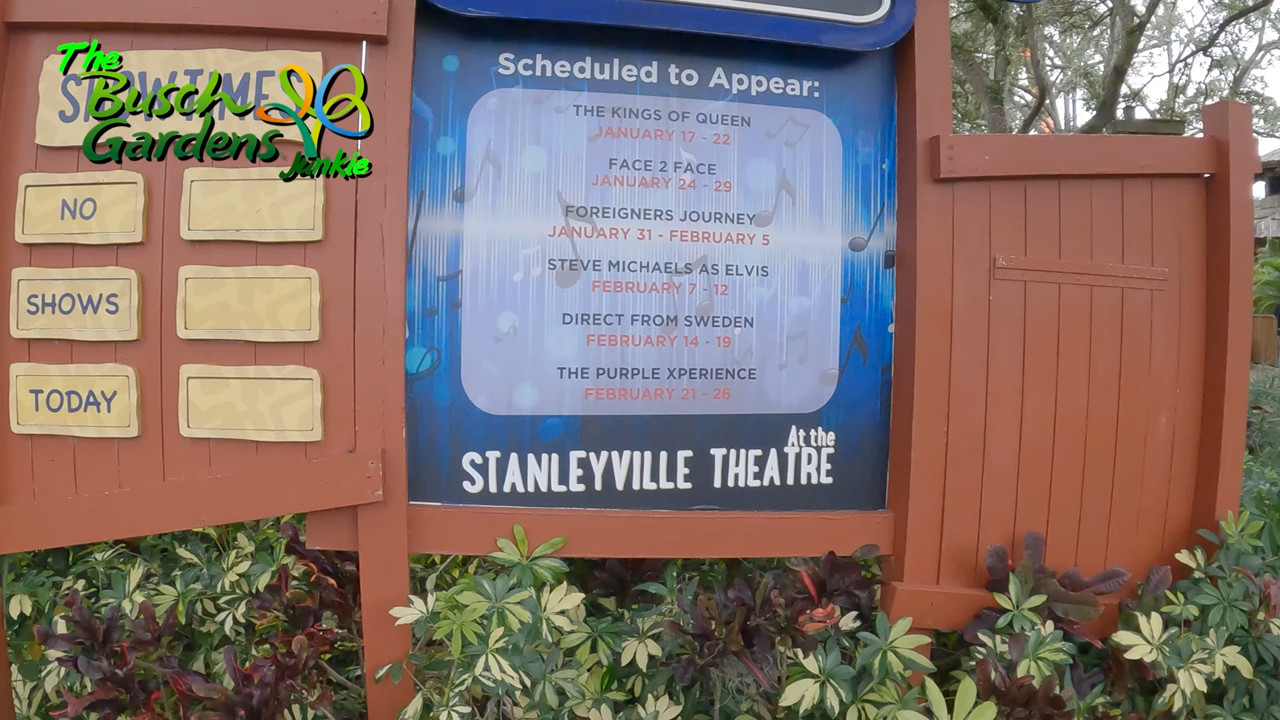 The
Busch
Gardens
Junkie
SHOWTIME
NO
SHOWS
TODAY
Scheduled to Appear:
THE KINGS OF QUEEN
JANUARY 17 - 22
FACE 2 FACE
JANUARY 24 - 29
FOREIGNERS JOURNEY
JANUARY 31 - FEBRUARY 5
STEVE MICHAELS AS ELVIS
FEBRUARY 7 - 12
DIRECT FROM SWEDEN
FEBRUARY 14 - 19
THE PURPLE XPERIENCE
FEBRUARY 21 - 26
At the
STANLEYVILLE THEATRE